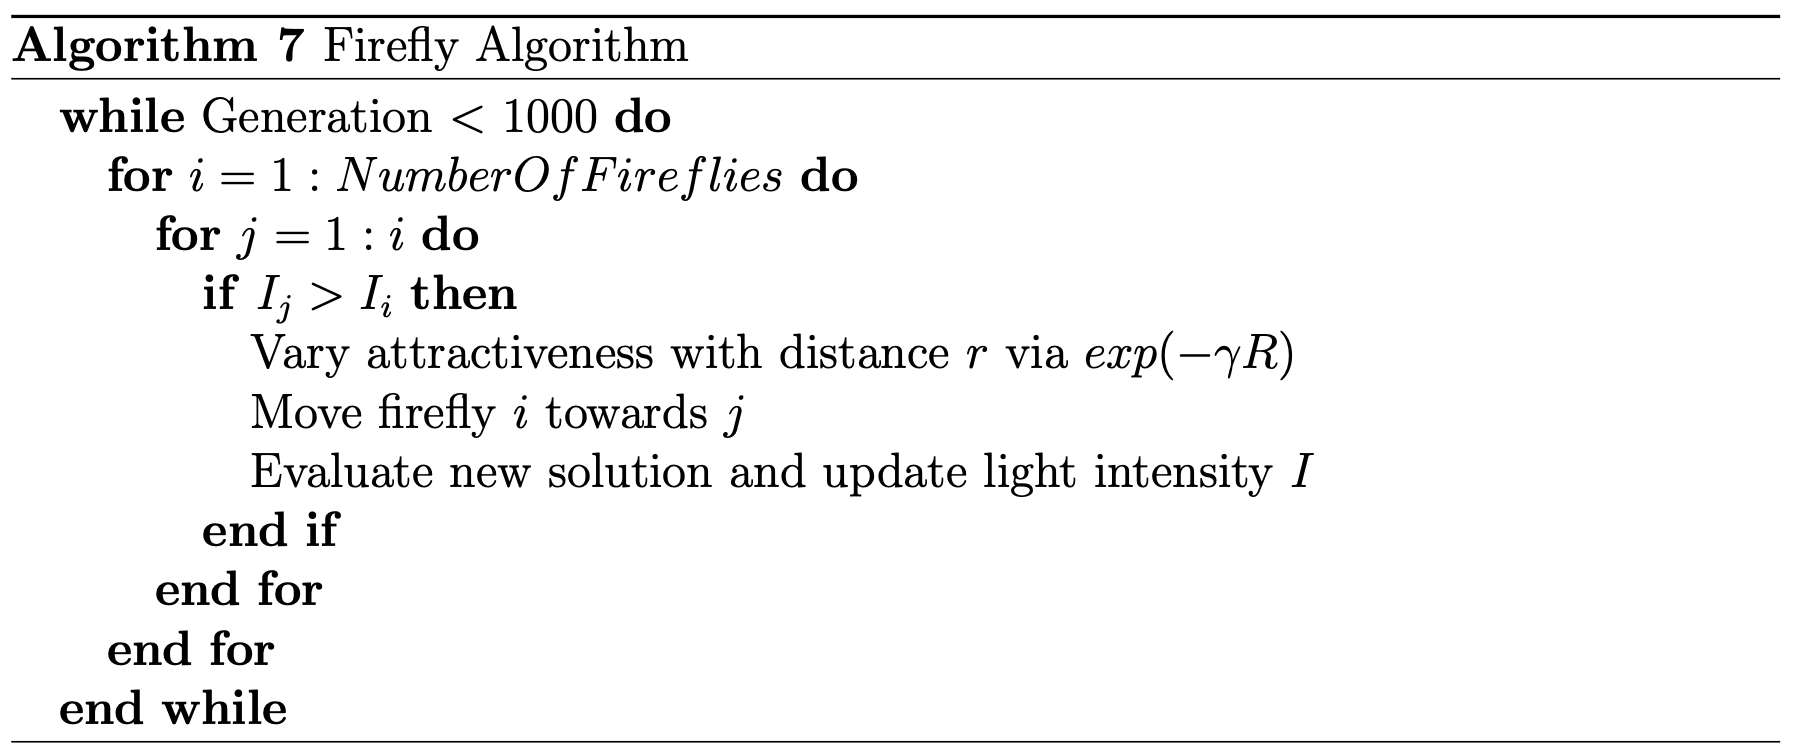 Algorithm 7 Firefly Algorithm
while Generation < 1000 do
for i = 1 : NumberOfFireflies do
for j = 1 : i do
if I_j > I_i then
Vary attractiveness with distance r via exp(−γR)
Move firefly i towards j
Evaluate new solution and update light intensity I
end if
end for
end for
end while